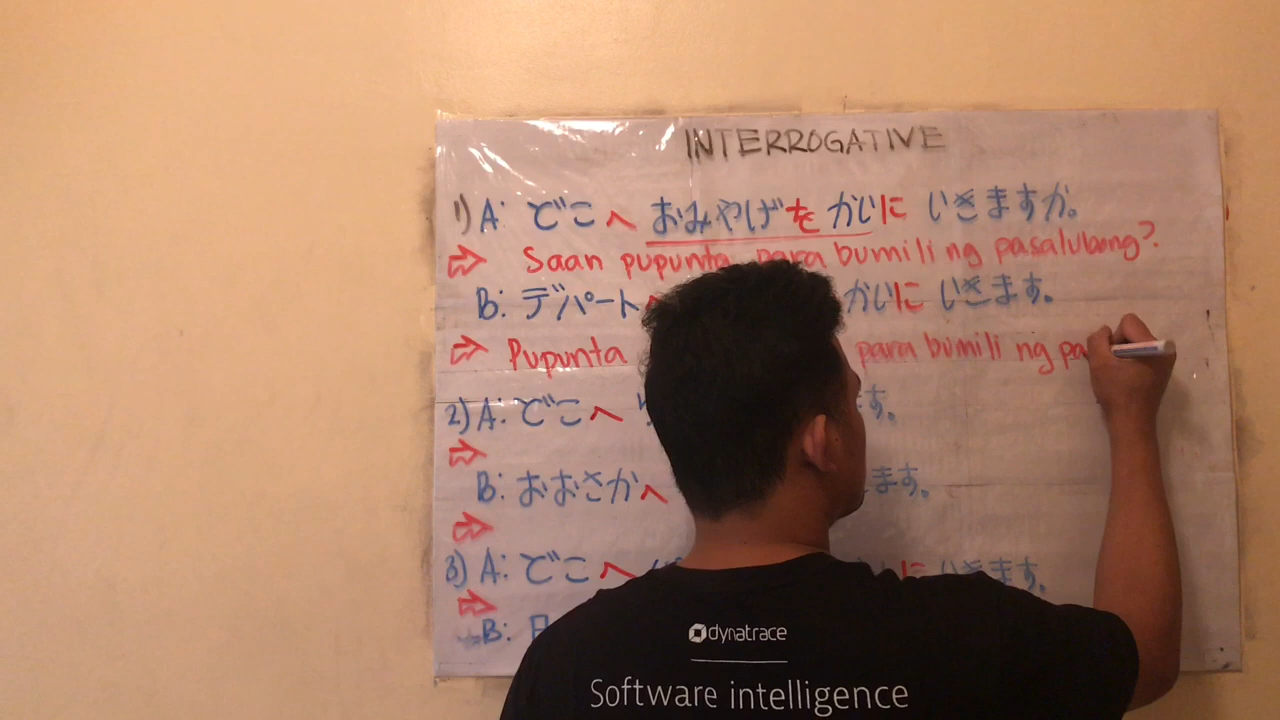 INTERROGATIVE
1) A: どこへ おみやげを かいに いきますか。
⇒ Saan pupunta para bumili ng pasalubong?
B: デパートへ かいに いきます。
⇒ Pupunta para bumili ng pa
2) A: どこへ ます。
⇒
B: おおさかへ ます。
⇒
3) A: どこへ に いきます。
⇒
B: 日
dynatrace
Software intelligence